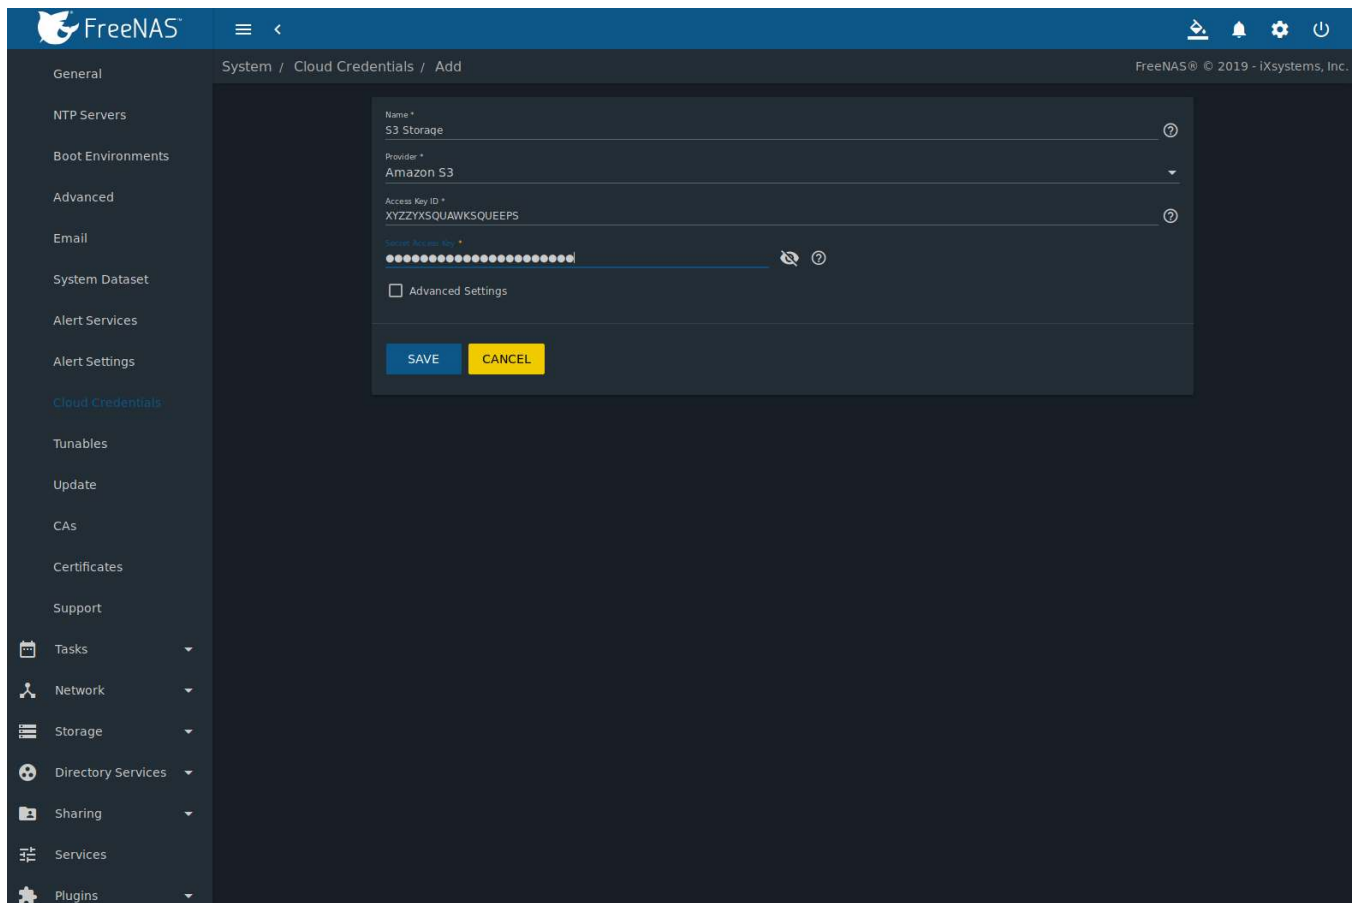 FreeNAS™
System / Cloud Credentials / Add
FreeNAS® © 2019 - iXsystems, Inc.
General
NTP Servers
Boot Environments
Advanced
Email
System Dataset
Alert Services
Alert Settings
Cloud Credentials
Tunables
Update
CAs
Certificates
Support
Tasks
Network
Storage
Directory Services
Sharing
Services
Plugins
Name *
S3 Storage
Provider *
Amazon S3
Access Key ID *
XYZZYXSQUAWKSQUEEPS
Secret Access Key *
Advanced Settings
SAVE
CANCEL